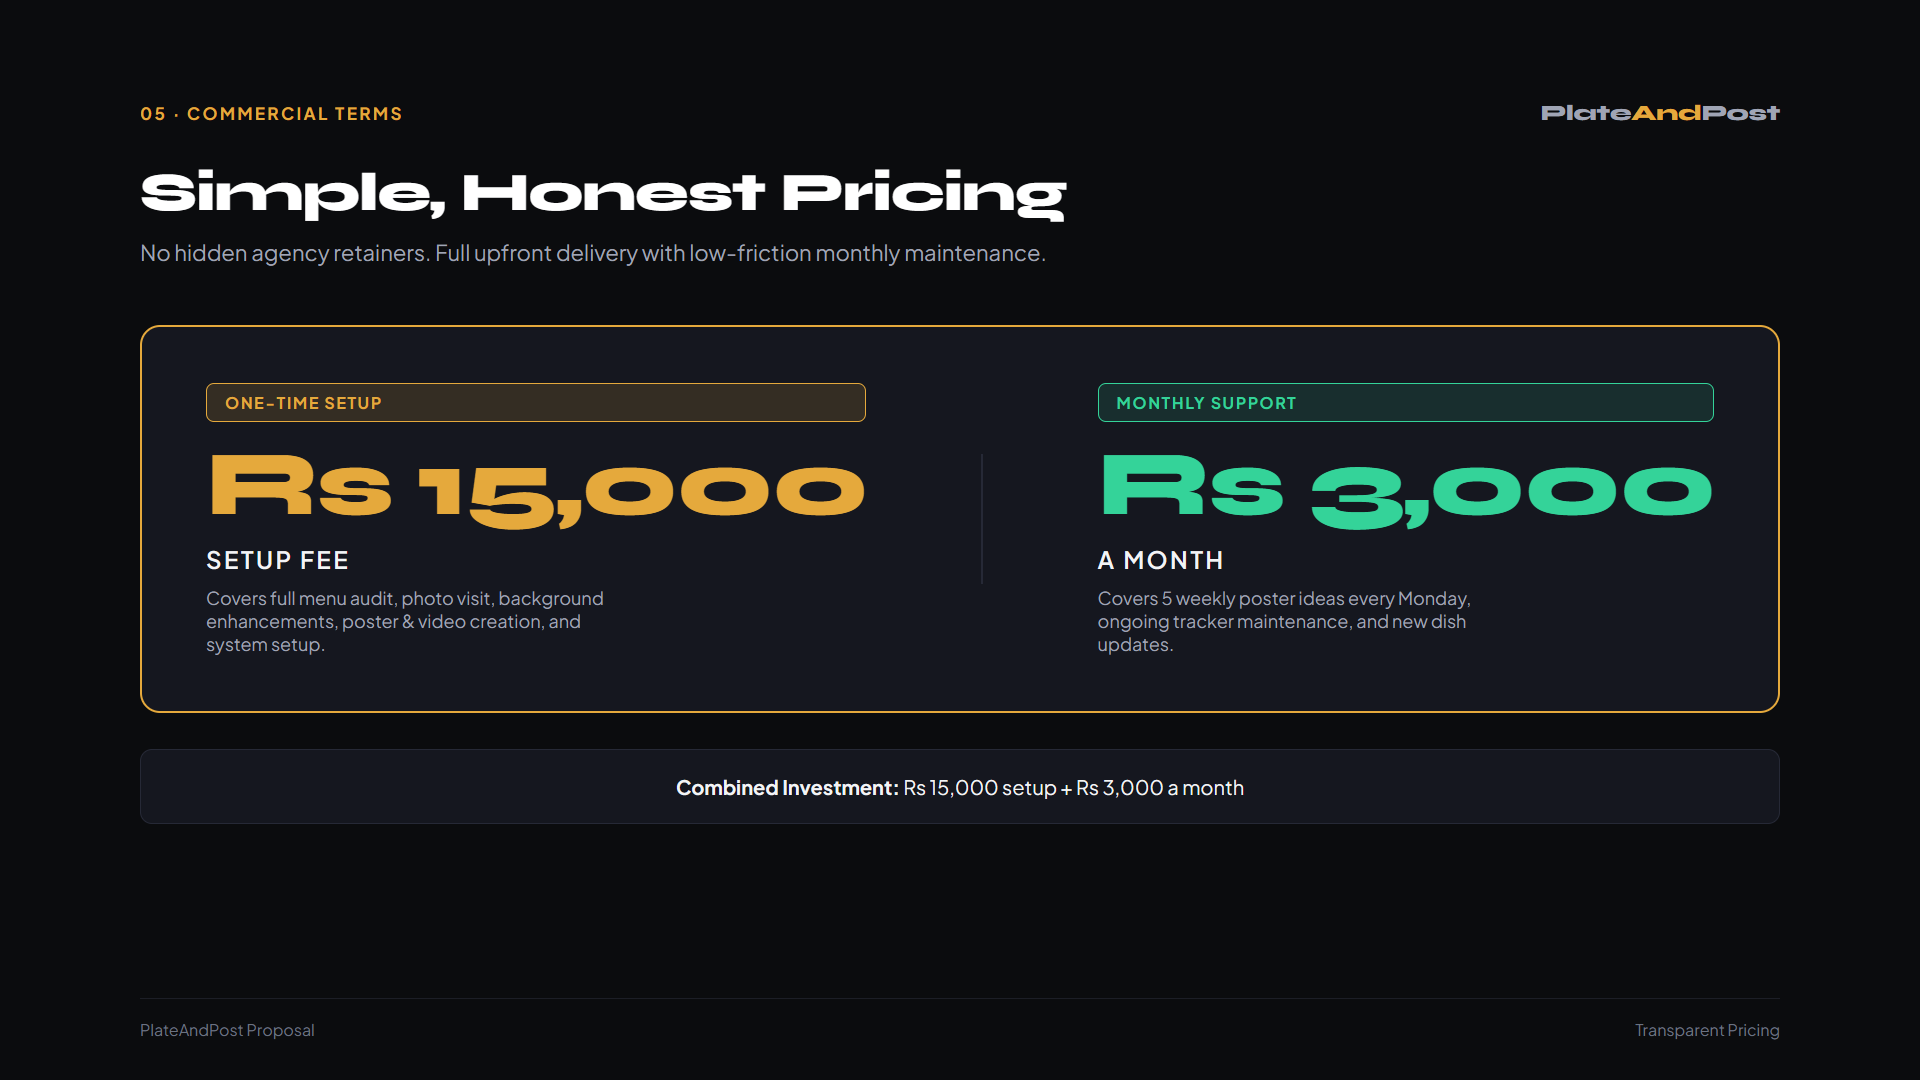 05 · COMMERCIAL TERMS
PlateAndPost
Simple, Honest Pricing
No hidden agency retainers. Full upfront delivery with low-friction monthly maintenance.
ONE-TIME SETUP
Rs 15,000
SETUP FEE
Covers full menu audit, photo visit, background
enhancements, poster & video creation, and
system setup.
MONTHLY SUPPORT
Rs 3,000
A MONTH
Covers 5 weekly poster ideas every Monday,
ongoing tracker maintenance, and new dish
updates.
Combined Investment: Rs 15,000 setup + Rs 3,000 a month
PlateAndPost Proposal
Transparent Pricing